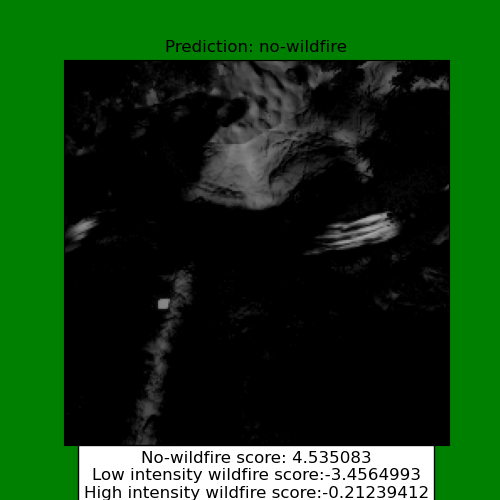 Prediction: no-wildfire
No-wildfire score: 4.535083
Low intensity wildfire score:-3.4564993
High intensity wildfire score:-0.21239412